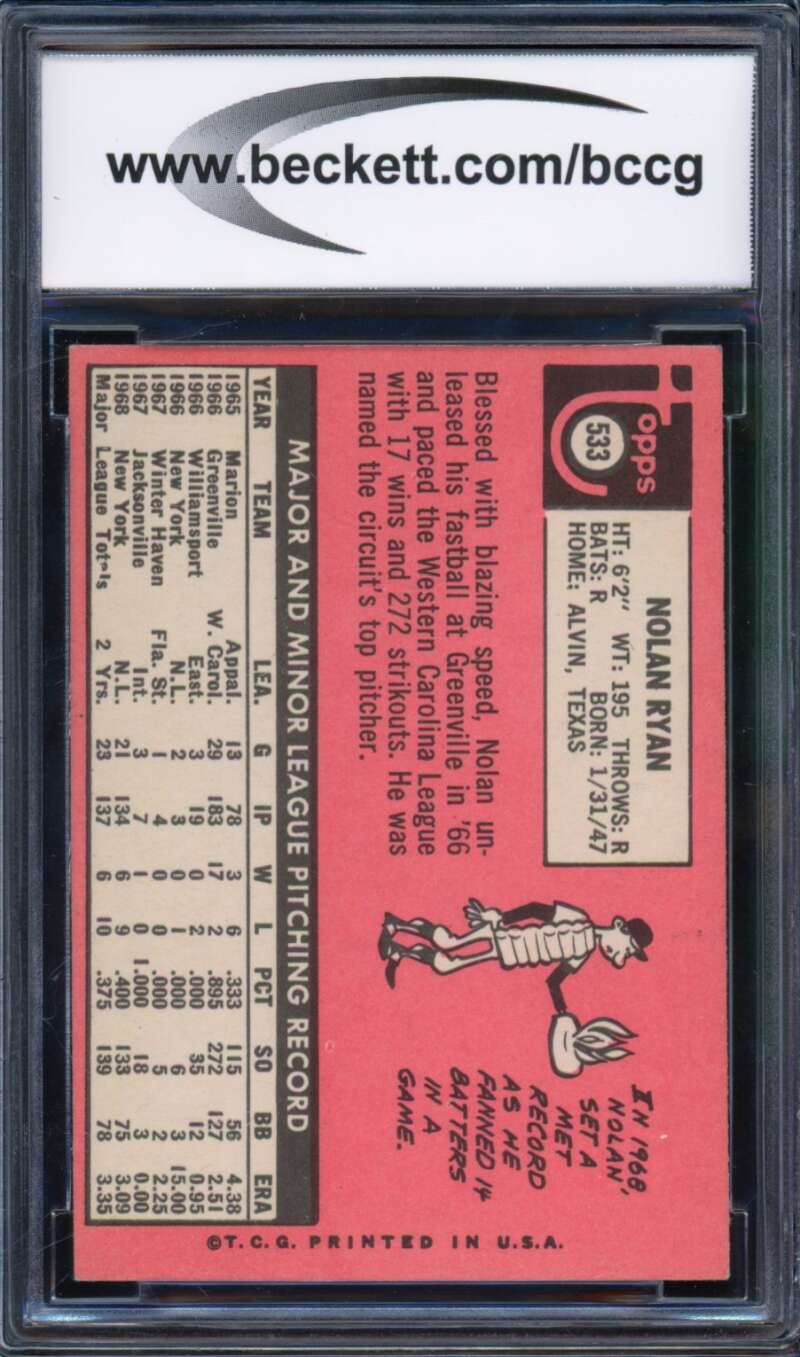 www.beckett.com/bccg
Topps
533
NOLAN RYAN
HT: 6'2" WT: 195 THROWS: R
BATS: R BORN: 1/31/47
HOME: ALVIN, TEXAS
Blessed with blazing speed, Nolan un-
leased his fastball at Greenville in '66
and paced the Western Carolina League
with 17 wins and 272 strikouts. He was
named the circuit's top pitcher.
IN 1968,
NOLAN,
SET A
MET
RECORD
AS HE
FANNED 14
BATTERS
IN A
GAME.
MAJOR AND MINOR LEAGUE PITCHING RECORD
YEAR TEAM LEA. G IP W L PCT SO BB ERA
1965 Marion Appal. 13 78 3 6 .333 115 56 4.38
1966 Greenville W. Carol. 29 183 17 2 .895 272 127 2.51
1966 Williamsport East. 3 19 0 2 .000 35 12 0.95
1966 New York N.L. 2 3 0 1 .000 6 3 15.00
1967 Winter Haven Fla. St. 1 4 0 0 .000 5 2 2.25
1967 Jacksonville Int. 3 7 1 0 1.000 18 3 0.00
1968 New York N.L. 21 134 6 9 .400 133 75 3.09
Major League Totals 2 Yrs. 23 137 6 10 .375 139 78 3.35
©T.C.G. PRINTED IN U.S.A.